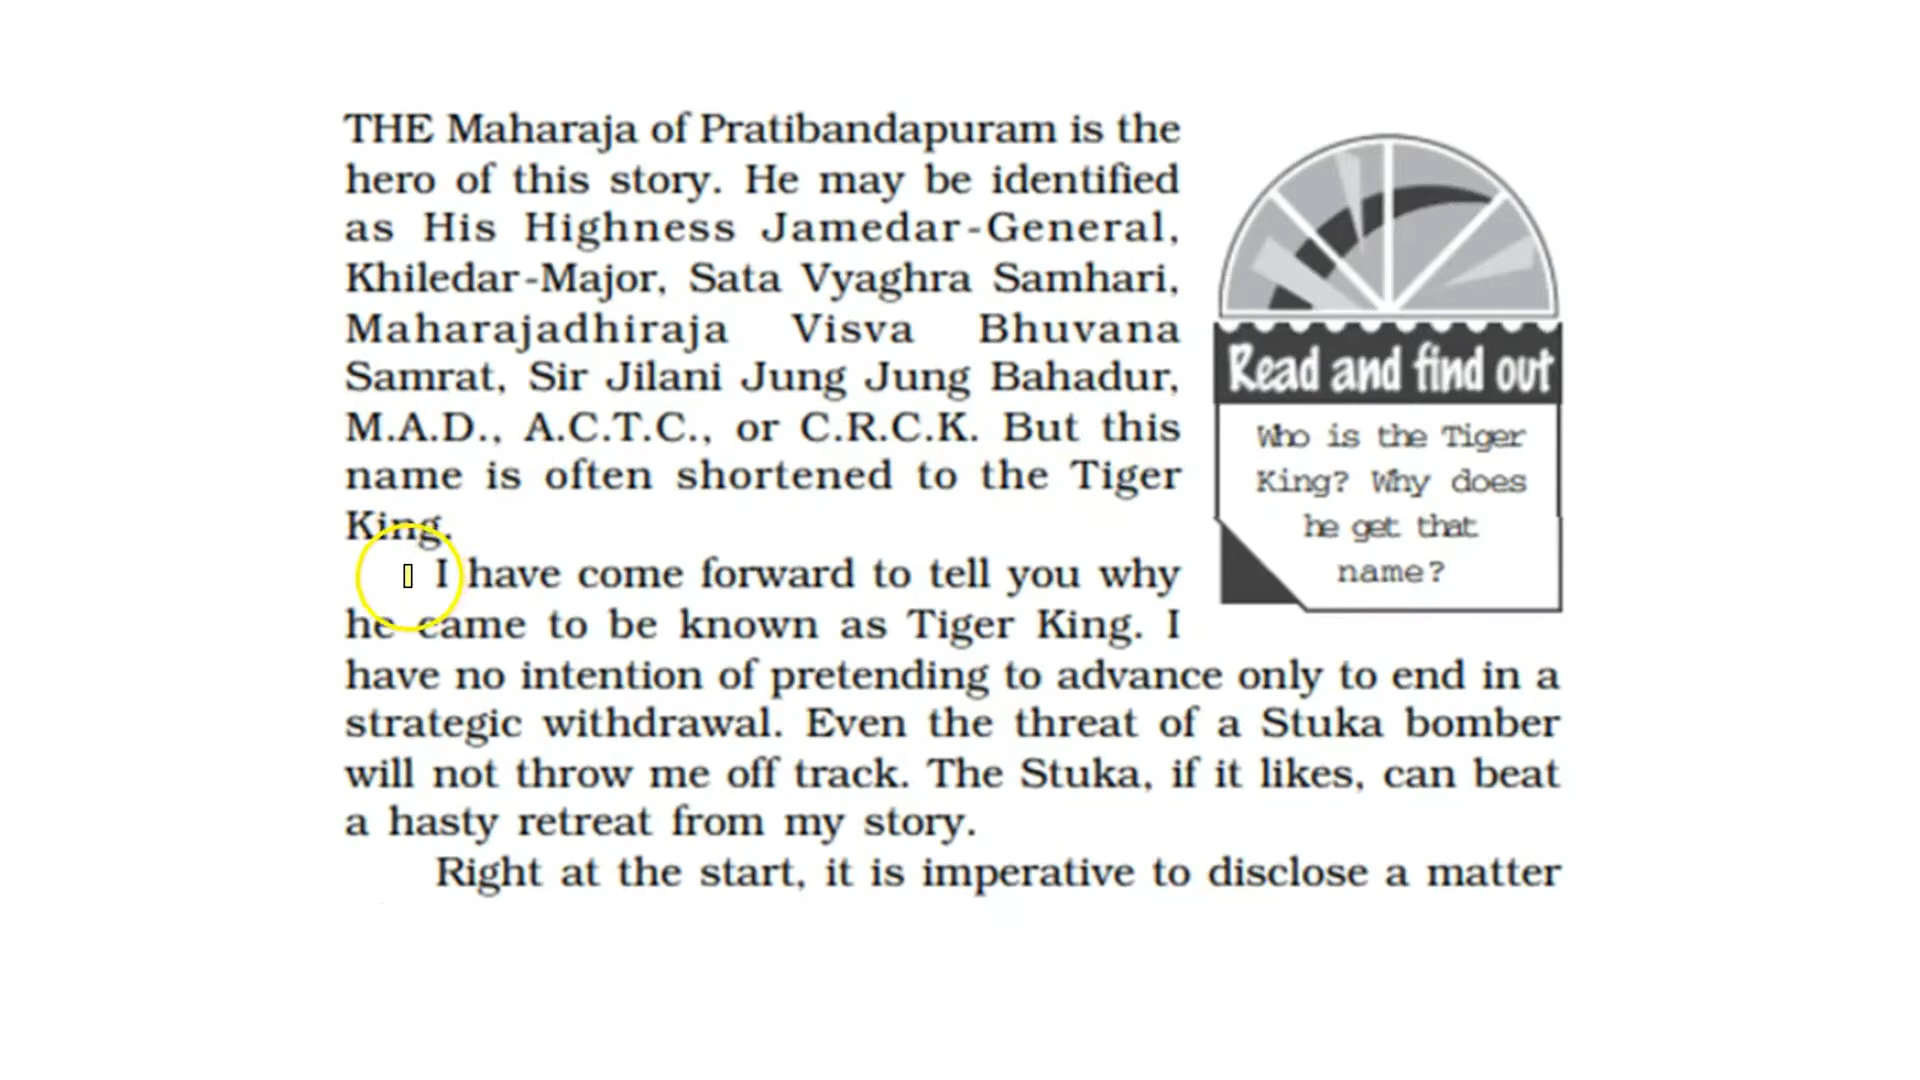 THE Maharaja of Pratibandapuram is the
hero of this story. He may be identified
as His Highness Jamedar-General,
Khiledar-Major, Sata Vyaghra Samhari,
Maharajadhiraja Visva Bhuvana
Samrat, Sir Jilani Jung Jung Bahadur,
M.A.D., A.C.T.C., or C.R.C.K. But this
name is often shortened to the Tiger
King.
I have come forward to tell you why
he came to be known as Tiger King. I
have no intention of pretending to advance only to end in a
strategic withdrawal. Even the threat of a Stuka bomber
will not throw me off track. The Stuka, if it likes, can beat
a hasty retreat from my story.
Right at the start, it is imperative to disclose a matter
Read and find out
Who is the Tiger
King? Why does
he get that
name?